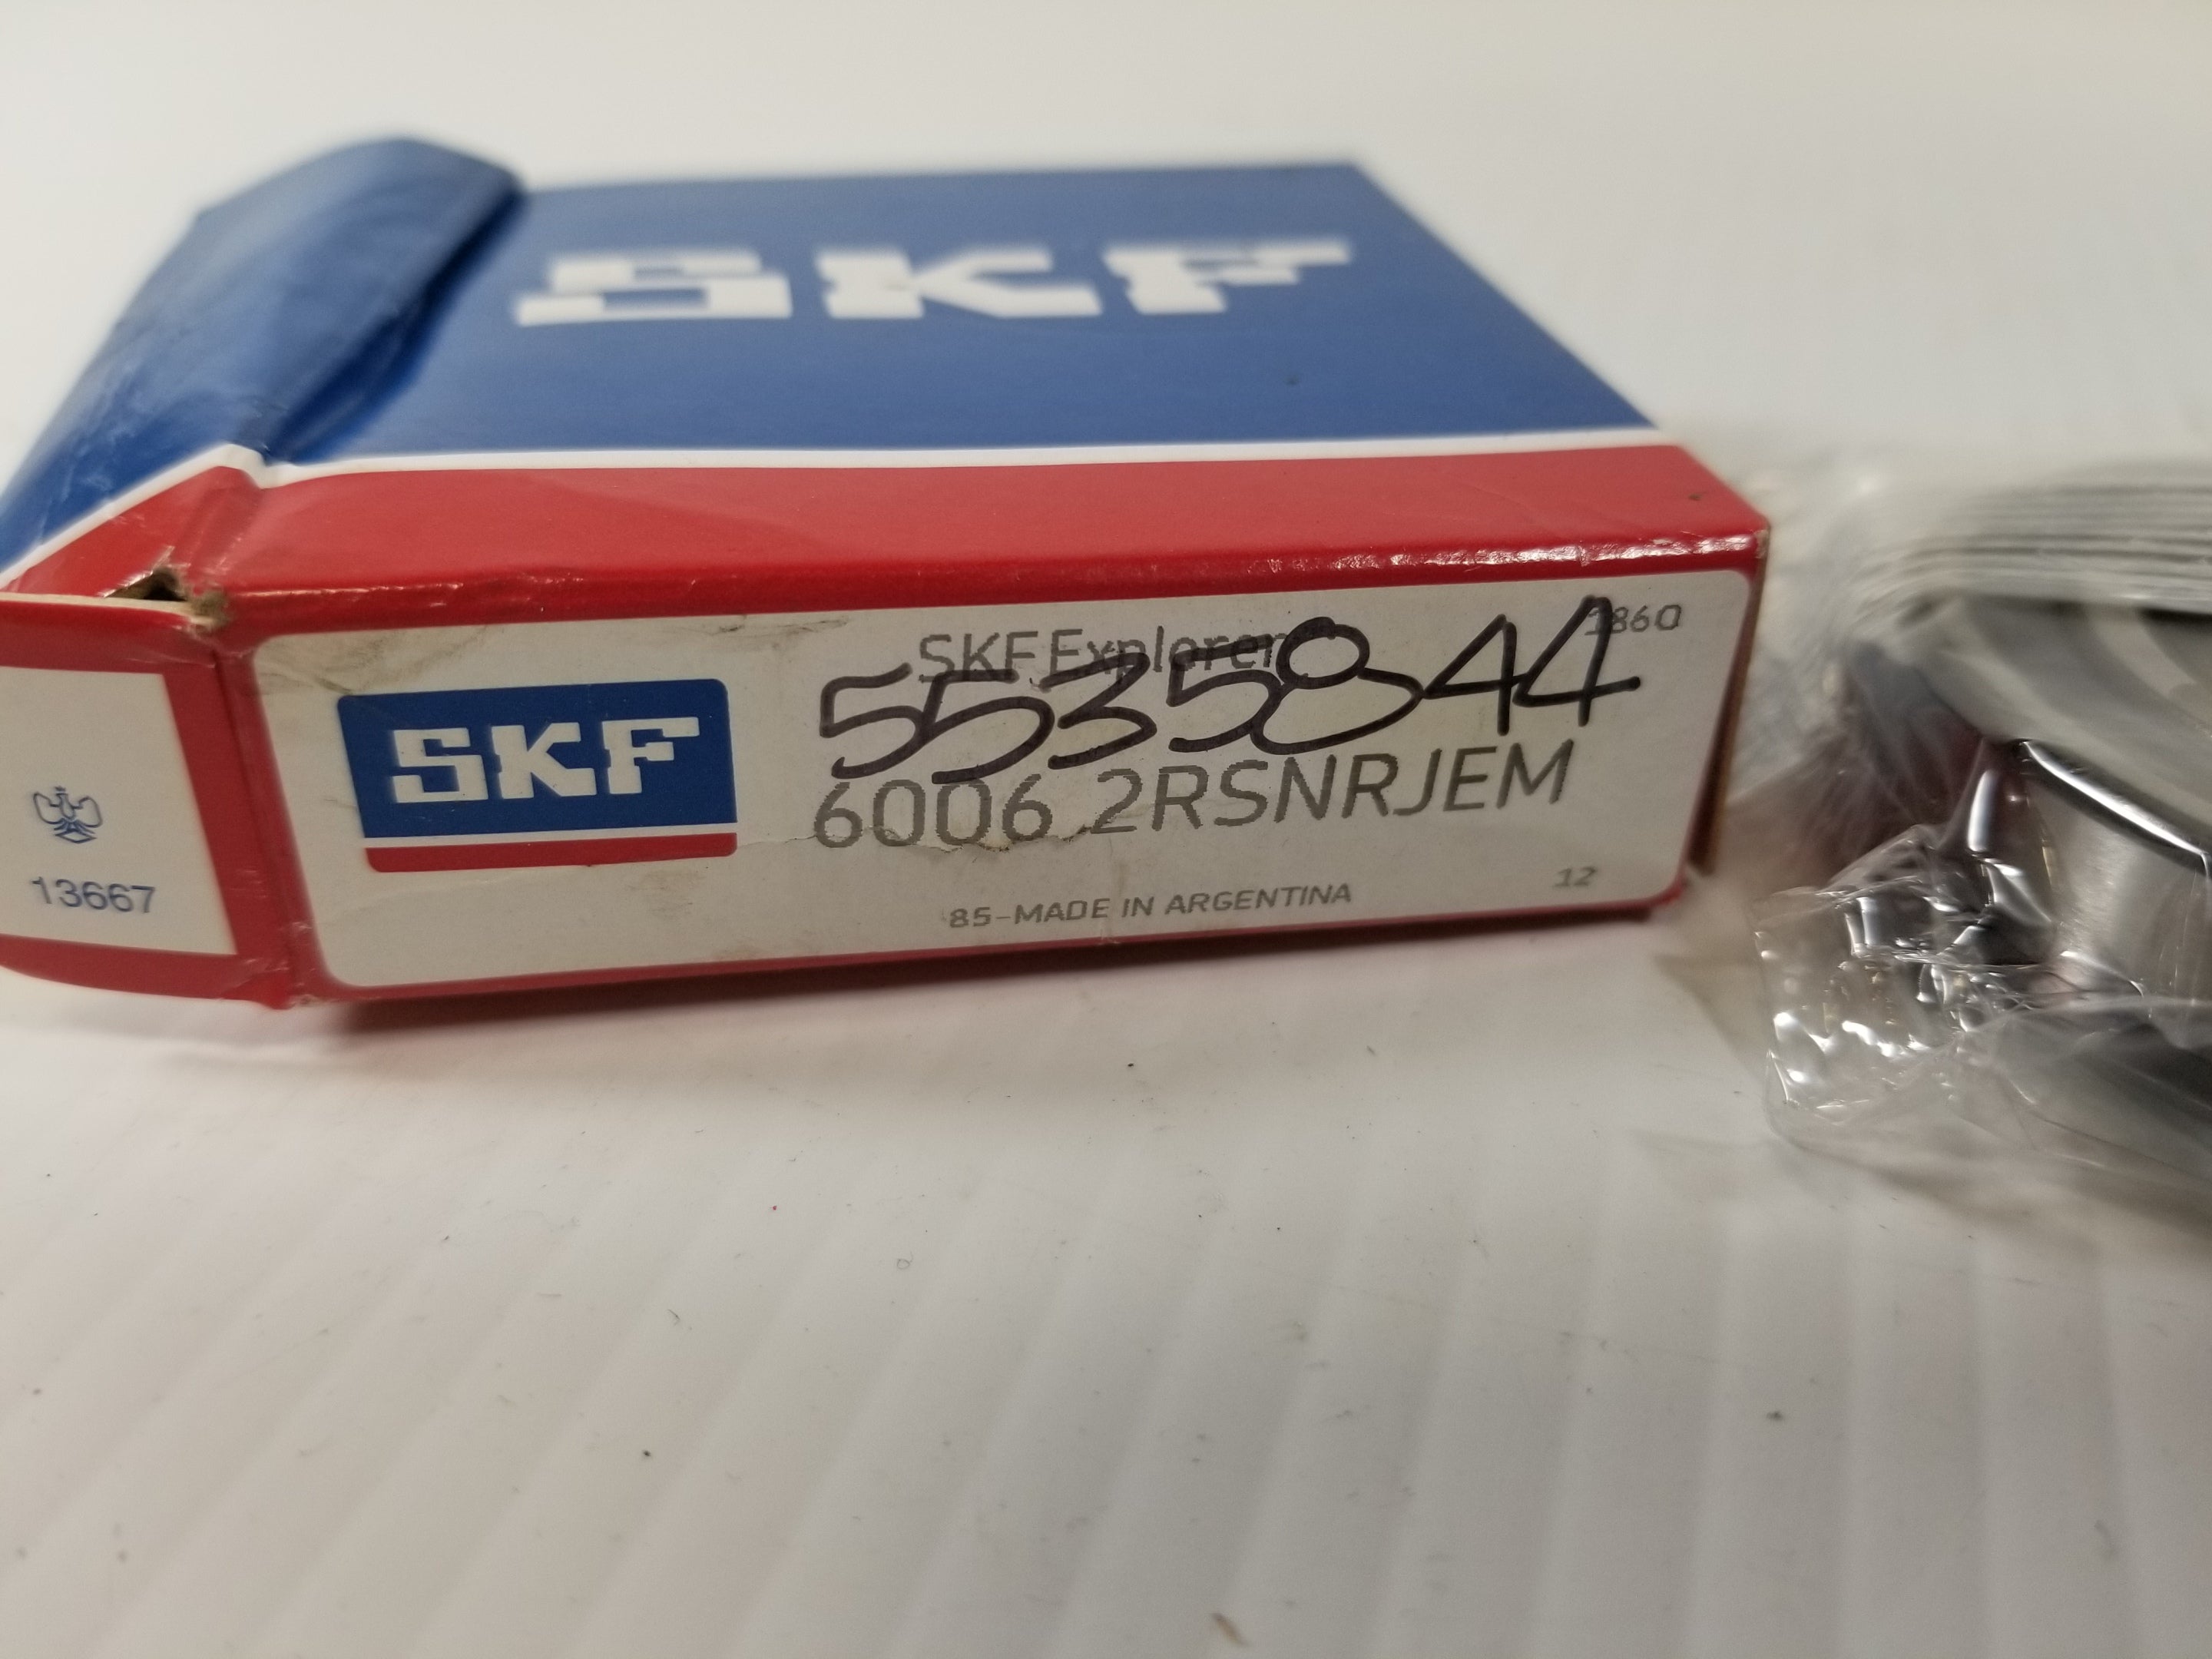 SKF
SKF Explorer
1860
5535844
SKF
6006 2RSNRJEM
12
85-MADE IN ARGENTINA
13667